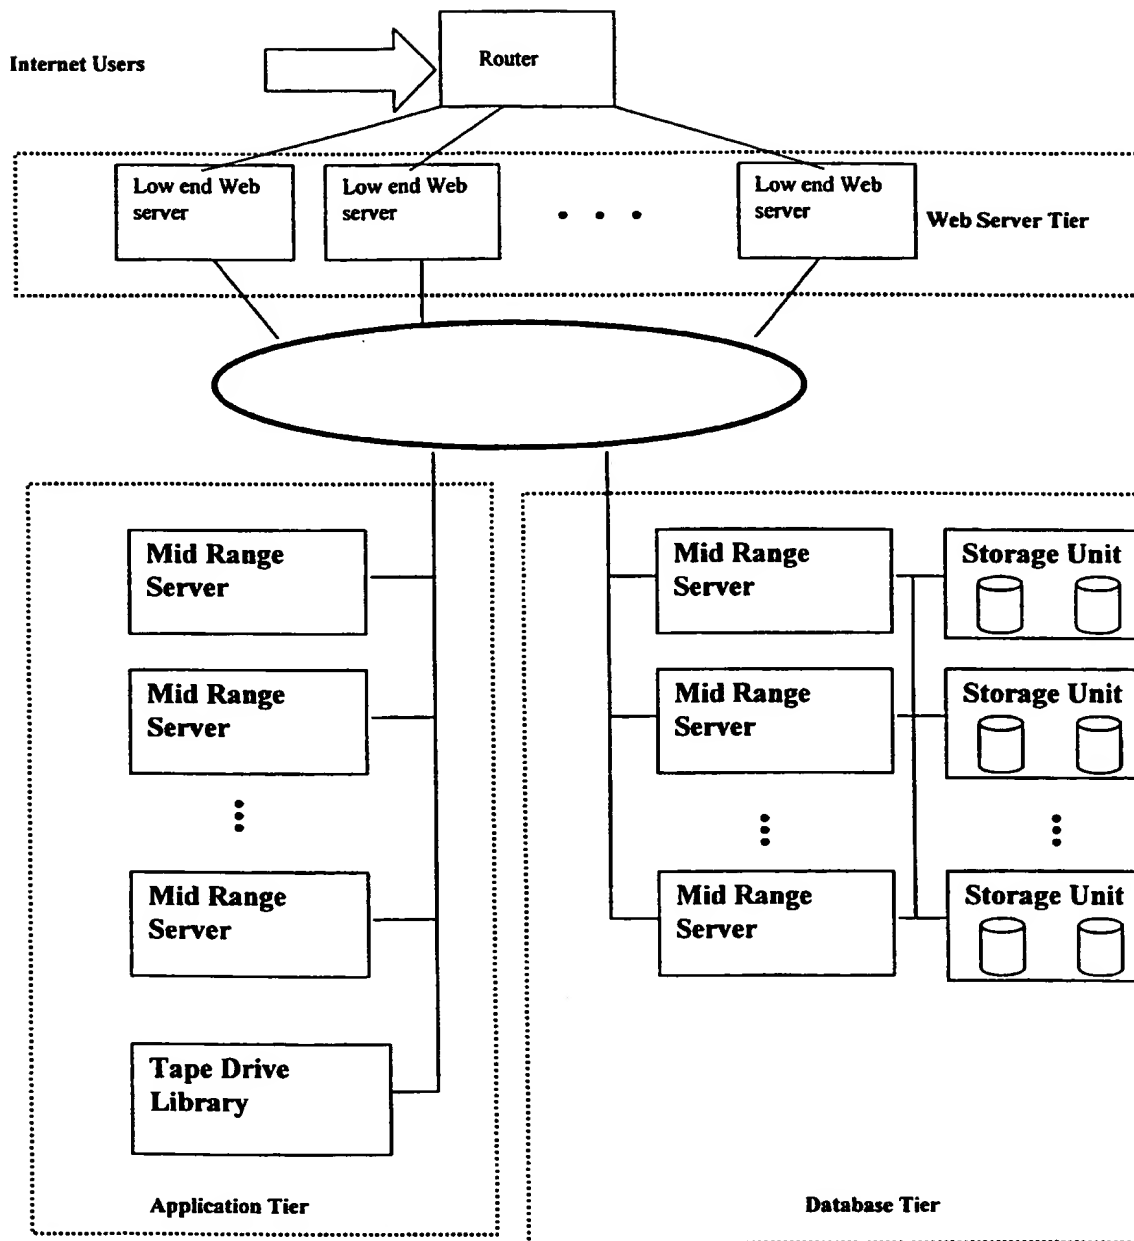 Internet Users
Router
Low end Web
server
Low end Web
server
Low end Web
server
Web Server Tier
Mid Range
Server
Mid Range
Server
Mid Range
Server
Tape Drive
Library
Application Tier
Mid Range
Server
Storage Unit
Mid Range
Server
Storage Unit
Mid Range
Server
Storage Unit
Database Tier